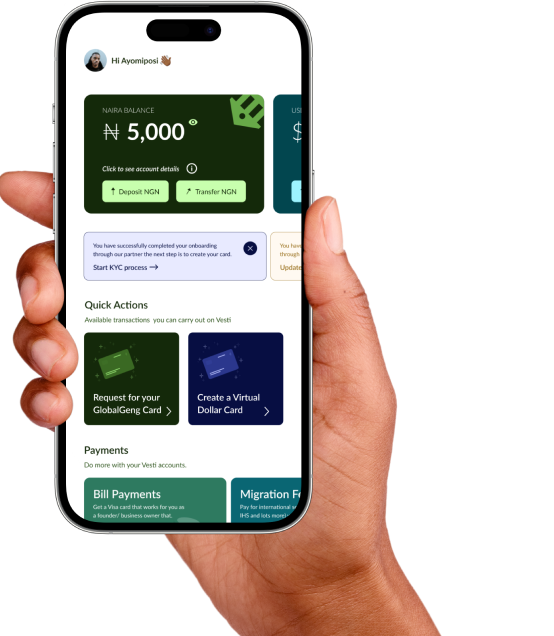 Hi Ayomiposi 👋🏾
NAIRA BALANCE
₦ 5,000
Click to see account details
Deposit NGN
Transfer NGN
US
$
You have successfully completed your onboarding
through our partner the next step is to create your card.
Start KYC process →
You have
through
Update
Quick Actions
Available transactions you can carry out on Vesti
Request for your
GlobalGeng Card
Create a Virtual
Dollar Card
Payments
Do more with your Vesti accounts.
Bill Payments
Get a Visa card that works for you as
a founder/ business owner that.
Migration Fe
Pay for international s
IHS and lots more!